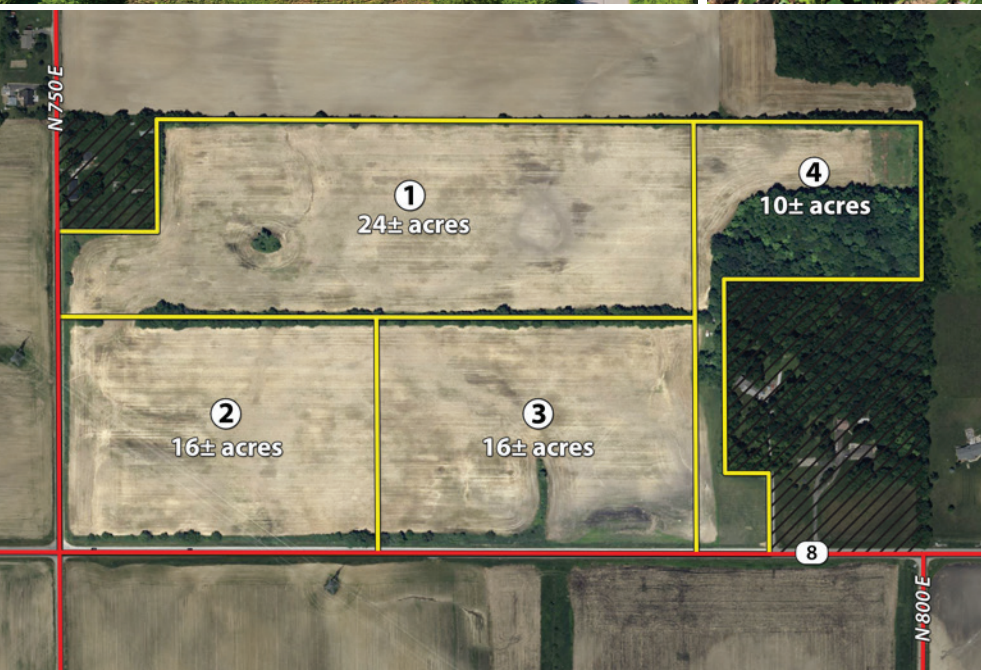 N 750 E
1
24± acres
4
10± acres
2
16± acres
3
16± acres
8
N 800 E